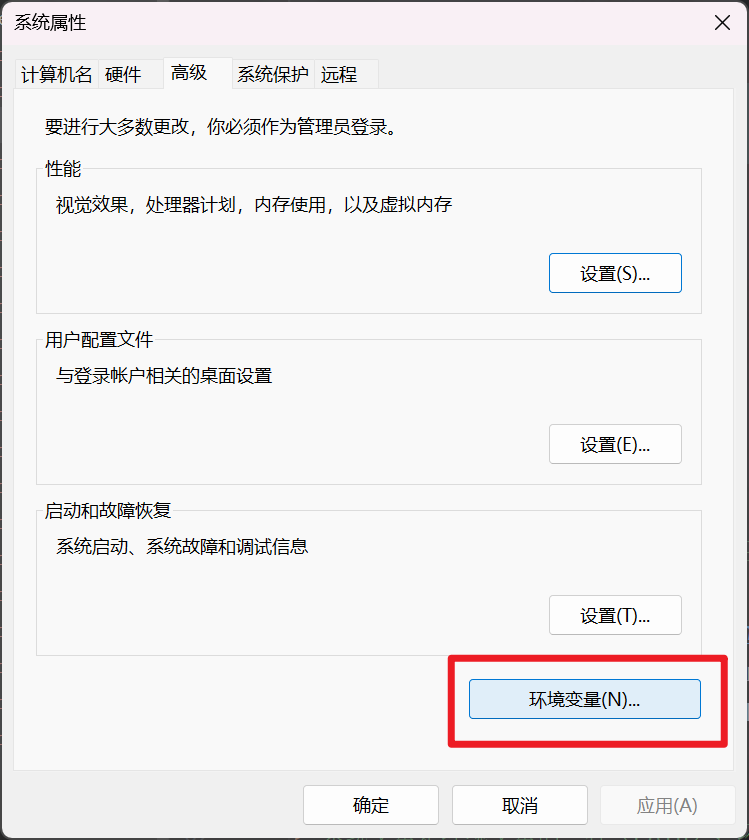 系统属性
计算机名 硬件 高级 系统保护 远程
要进行大多数更改，你必须作为管理员登录。
性能
视觉效果，处理器计划，内存使用，以及虚拟内存
设置(S)...
用户配置文件
与登录帐户相关的桌面设置
设置(E)...
启动和故障恢复
系统启动、系统故障和调试信息
设置(T)...
环境变量(N)...
确定 取消 应用(A)